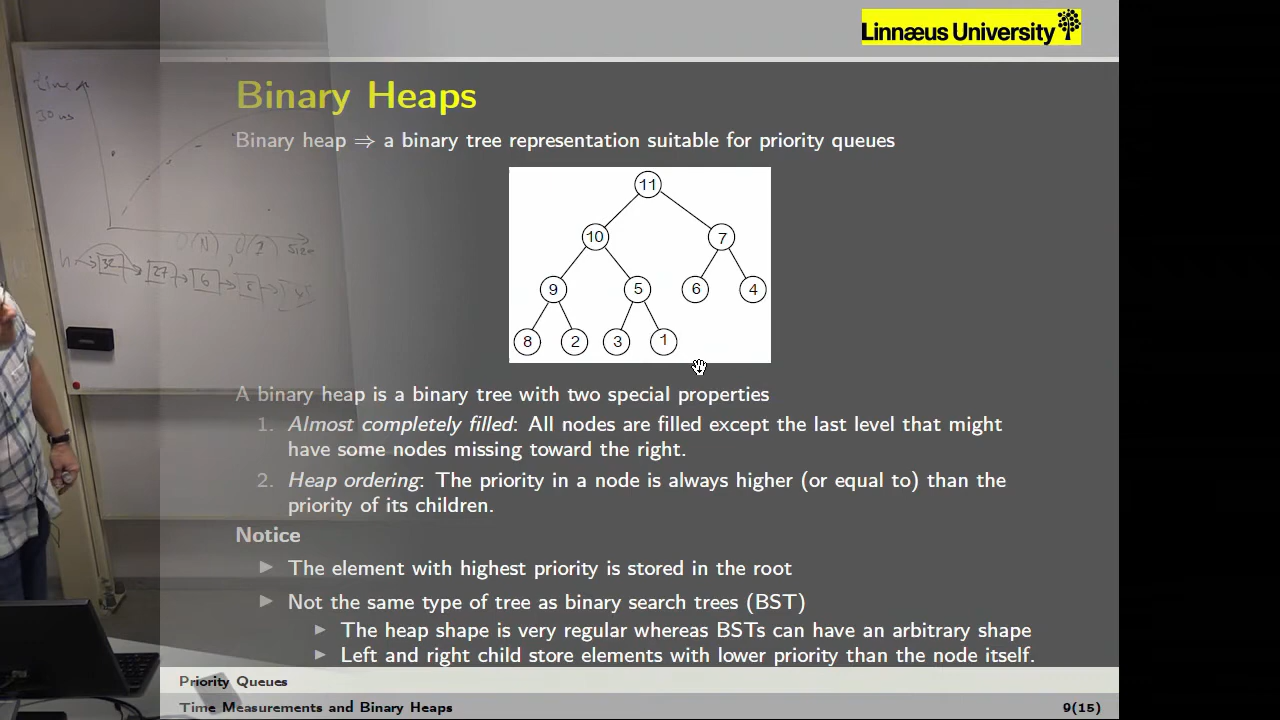 Linnæus University
Binary Heaps
Binary heap ⇒ a binary tree representation suitable for priority queues
11
10 7
9 5 6 4
8 2 3 1
A binary heap is a binary tree with two special properties
1. Almost completely filled: All nodes are filled except the last level that might
have some nodes missing toward the right.
2. Heap ordering: The priority in a node is always higher (or equal to) than the
priority of its children.
Notice
▶ The element with highest priority is stored in the root
▶ Not the same type of tree as binary search trees (BST)
▶ The heap shape is very regular whereas BSTs can have an arbitrary shape
▶ Left and right child store elements with lower priority than the node itself.
Priority Queues
Time Measurements and Binary Heaps 9(15)
time
size
h 32 27 6